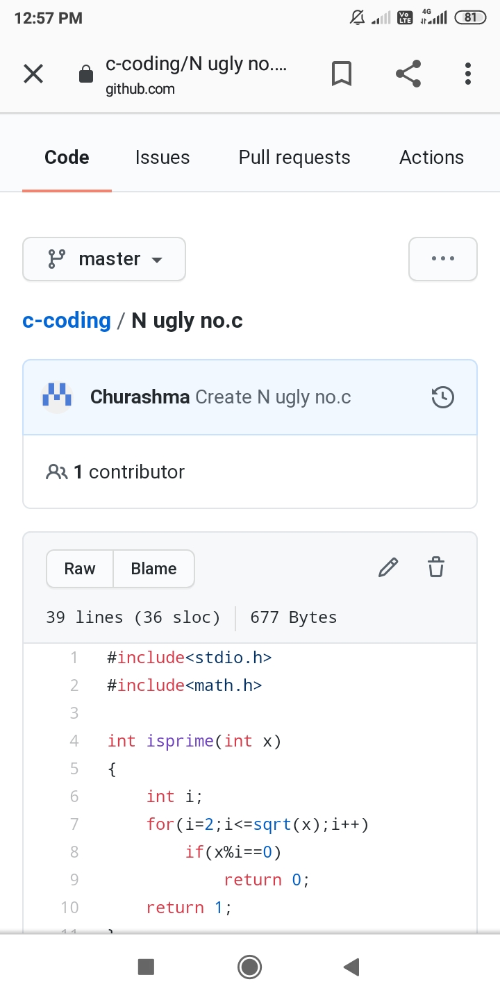 12:57 PM
Vo LTE 4G 81
c-coding/N ugly no....
github.com
Code Issues Pull requests Actions
master
c-coding / N ugly no.c
Churashma Create N ugly no.c
1 contributor
Raw Blame
39 lines (36 sloc) 677 Bytes
1 #include<stdio.h>
2 #include<math.h>
3
4 int isprime(int x)
5 {
6 int i;
7 for(i=2;i<=sqrt(x);i++)
8 if(x%i==0)
9 return 0;
10 return 1;